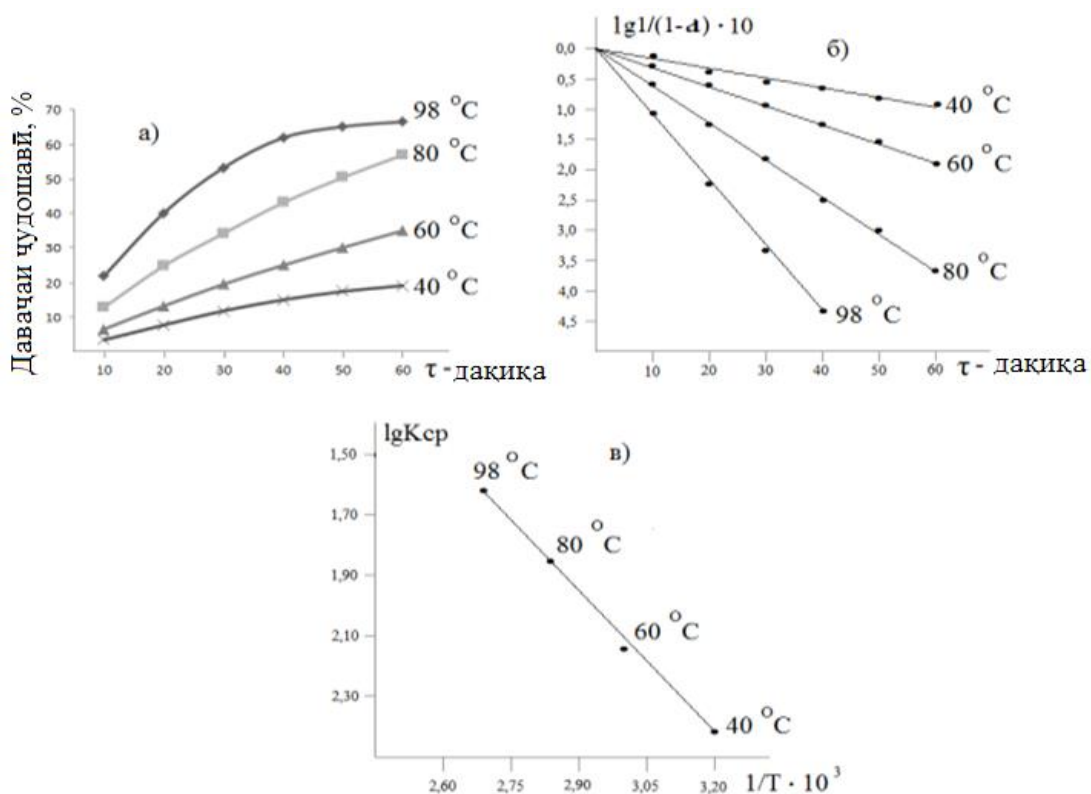 Даваҷаи ҷудошавӣ, %
а)
70
60
50
40
30
20
10
98 °C
80 °C
60 °C
40 °C
10 20 30 40 50 60 τ - дақиқа
lg1/(1-a) · 10
б)
0,0
0,5
1,0
1,5
2,0
2,5
3,0
3,5
4,0
4,5
40 °C
60 °C
80 °C
98 °C
10 20 30 40 50 60 τ - дақиқа
lgKcp
в)
1,50
1,70
1,90
2,10
2,30
98 °C
80 °C
60 °C
40 °C
2,60 2,75 2,90 3,05 3,20 1/T · 10³